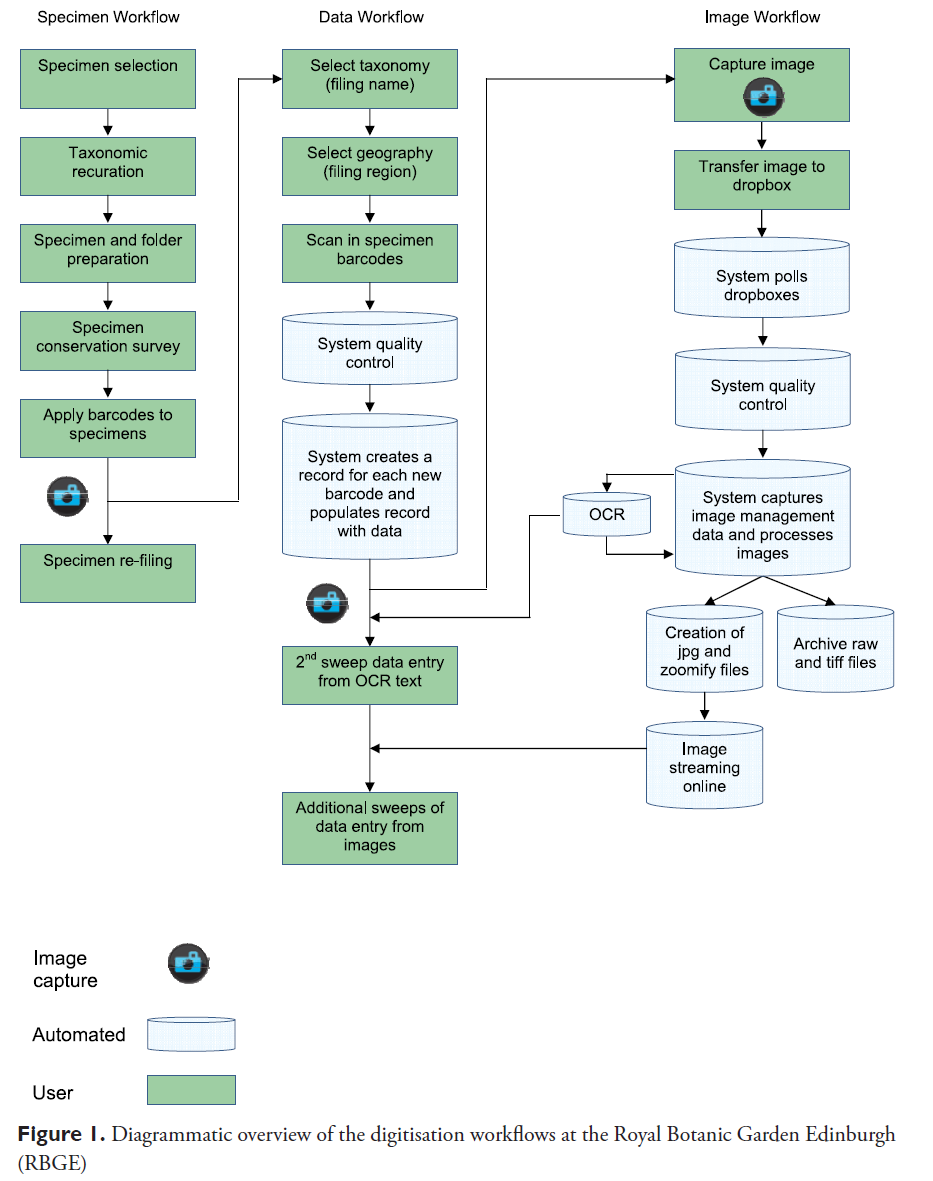 Specimen Workflow
Specimen selection
Taxonomic
recuration
Specimen and folder
preparation
Specimen
conservation survey
Apply barcodes to
specimens
Specimen re-filing
Data Workflow
Select taxonomy
(filing name)
Select geography
(filing region)
Scan in specimen
barcodes
System quality
control
System creates a
record for each new
barcode and
populates record
with data
2nd sweep data entry
from OCR text
Additional sweeps of
data entry from
images
Image Workflow
Capture image
Transfer image to
dropbox
System polls
dropboxes
System quality
control
System captures
image management
data and processes
images
OCR
Creation of
jpg and
zoomify files
Archive raw
and tiff files
Image
streaming
online
Image
capture
Automated
User
Figure 1. Diagrammatic overview of the digitisation workflows at the Royal Botanic Garden Edinburgh
(RBGE)